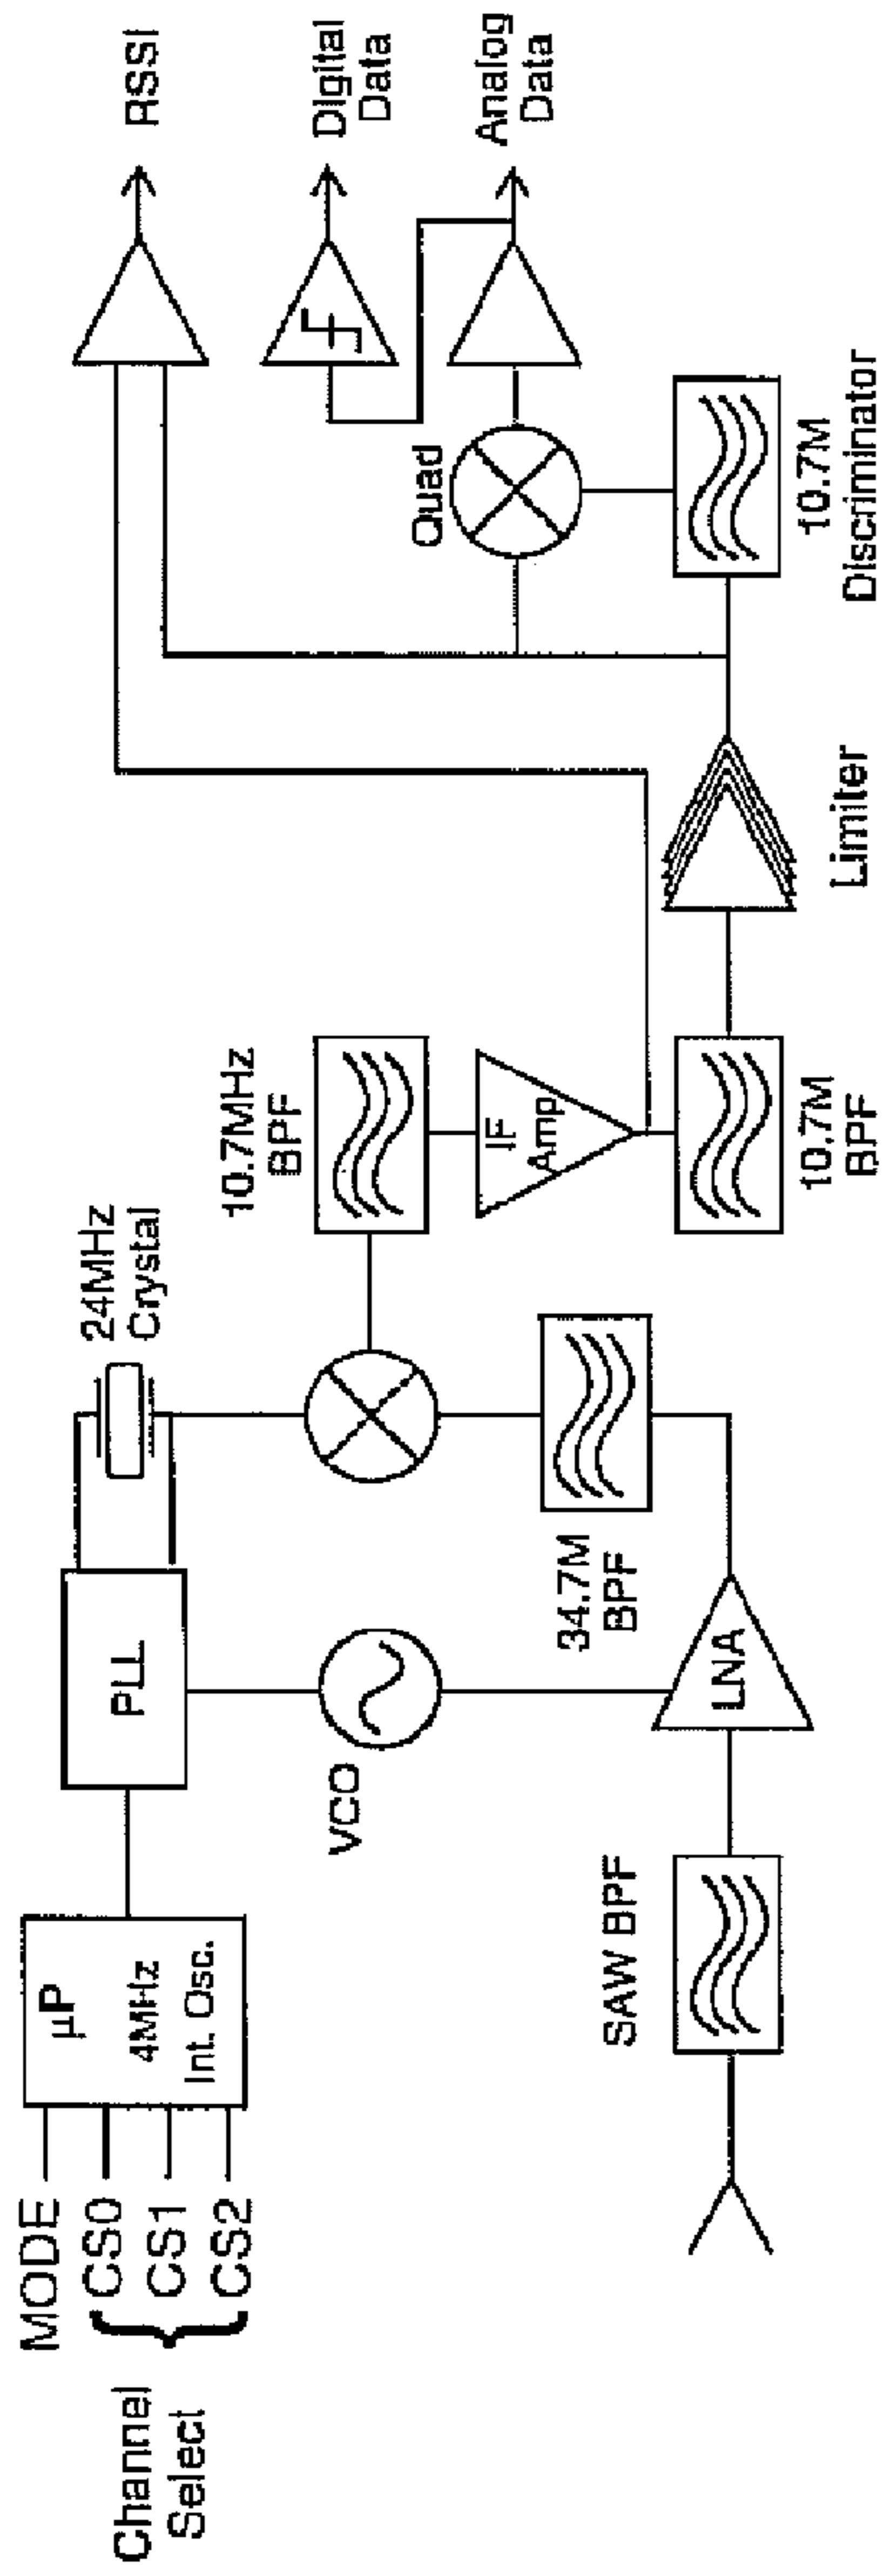 MODE
CS0
CS1
CS2
Channel
Select
µP
4MHz
Int. Osc.
PLL
24MHz
Crystal
VCO
SAW BPF
LNA
34.7M
BPF
10.7MHz
BPF
IF
Amp
10.7M
BPF
Limiter
Quad
10.7M
Discriminator
RSSI
Digital
Data
Analog
Data